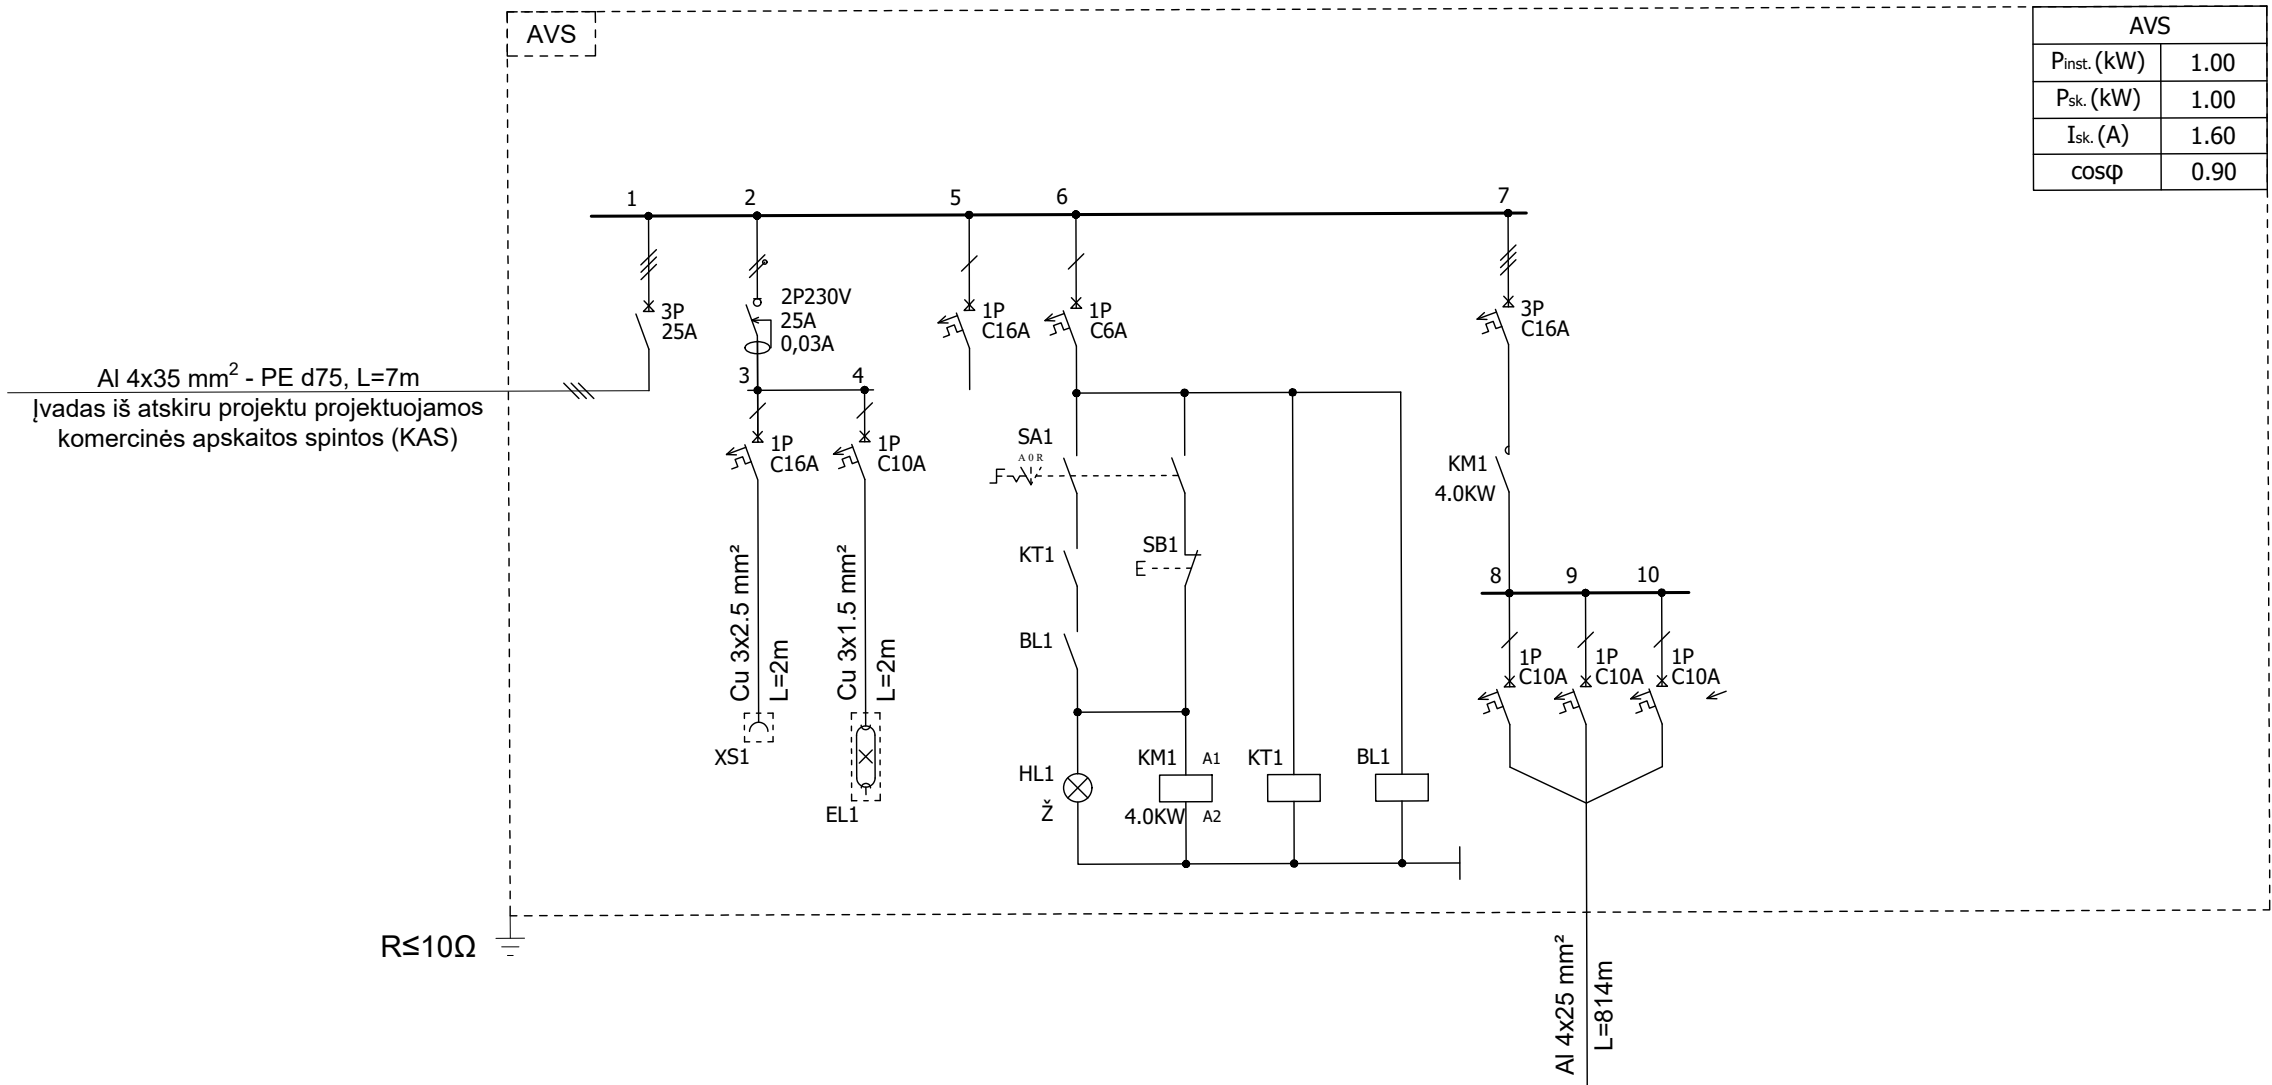 AVS
AVS
Pinst. (kW) 1.00
Psk. (kW) 1.00
Isk. (A) 1.60
cosφ 0.90
1
2
5
6
7
3P
25A
2P230V
25A
0,03A
1P
C16A
1P
C6A
3P
C16A
Al 4x35 mm² - PE d75, L=7m
Įvadas iš atskiru projektu projektuojamos
komercinės apskaitos spintos (KAS)
3
4
1P
C16A
1P
C10A
Cu 3x2.5 mm²
L=2m
Cu 3x1.5 mm²
L=2m
XS1
EL1
SA1
A 0 R
KT1
SB1
E
BL1
HL1
Ž
KM1 A1
4.0KW A2
KT1
BL1
KM1
4.0KW
8
9
10
1P
C10A
1P
C10A
1P
C10A
R≤10Ω
Al 4x25 mm²
L=814m